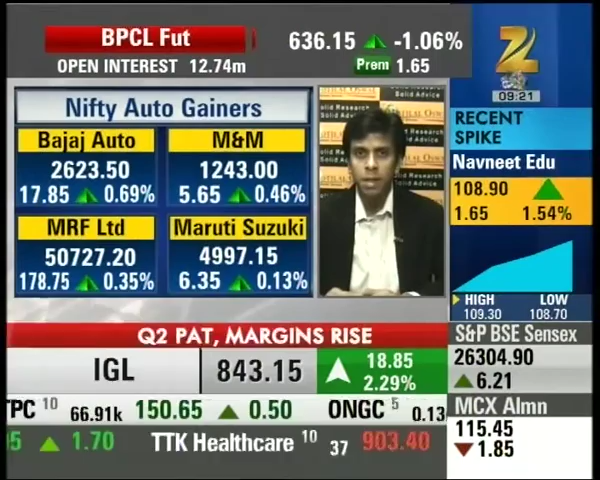 BPCL Fut
636.15 -1.06%
OPEN INTEREST 12.74m
Prem 1.65
09:21
Nifty Auto Gainers
Bajaj Auto
2623.50
17.85 0.69%
M&M
1243.00
5.65 0.46%
MRF Ltd
50727.20
178.75 0.35%
Maruti Suzuki
4997.15
6.35 0.13%
Solid Research
Solid Advice
RECENT
SPIKE
Navneet Edu
108.90
1.65 1.54%
HIGH LOW
109.30 108.70
Q2 PAT, MARGINS RISE
IGL 843.15 18.85
2.29%
S&P BSE Sensex
26304.90
6.21
TPC 10 66.91k 150.65 0.50 ONGC 5 0.13
MCX Almn
115.45
1.85
5 1.70 TTK Healthcare 10 37 903.40